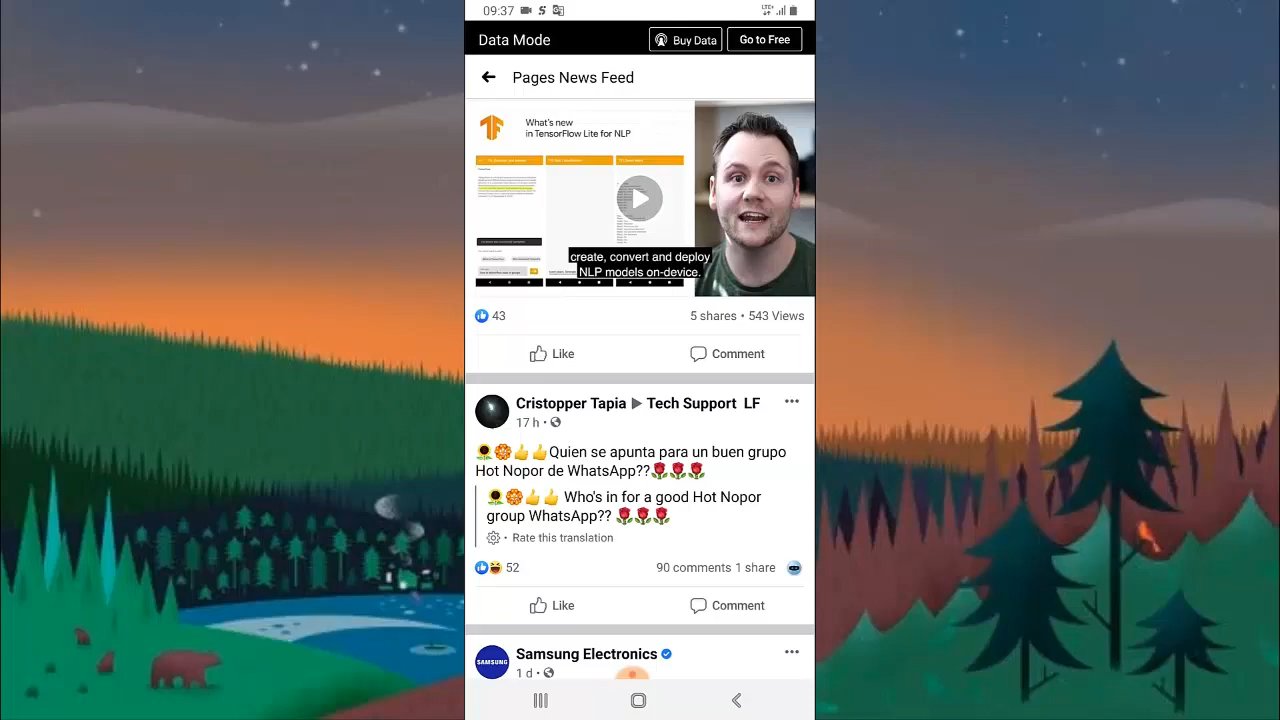 09:37
LTE+
Data Mode
Buy Data
Go to Free
Pages News Feed
What's new
in TensorFlow Lite for NLP
create, convert and deploy
NLP models on-device.
43
5 shares • 543 Views
Like
Comment
Cristopper Tapia ▶ Tech Support LF
17 h •
🌻🏵️👍👍Quien se apunta para un buen grupo
Hot Nopor de WhatsApp??🌹🌹🌹
🌻🏵️👍👍 Who's in for a good Hot Nopor
group WhatsApp?? 🌹🌹🌹
• Rate this translation
52
90 comments 1 share
Like
Comment
SAMSUNG
Samsung Electronics
1 d •